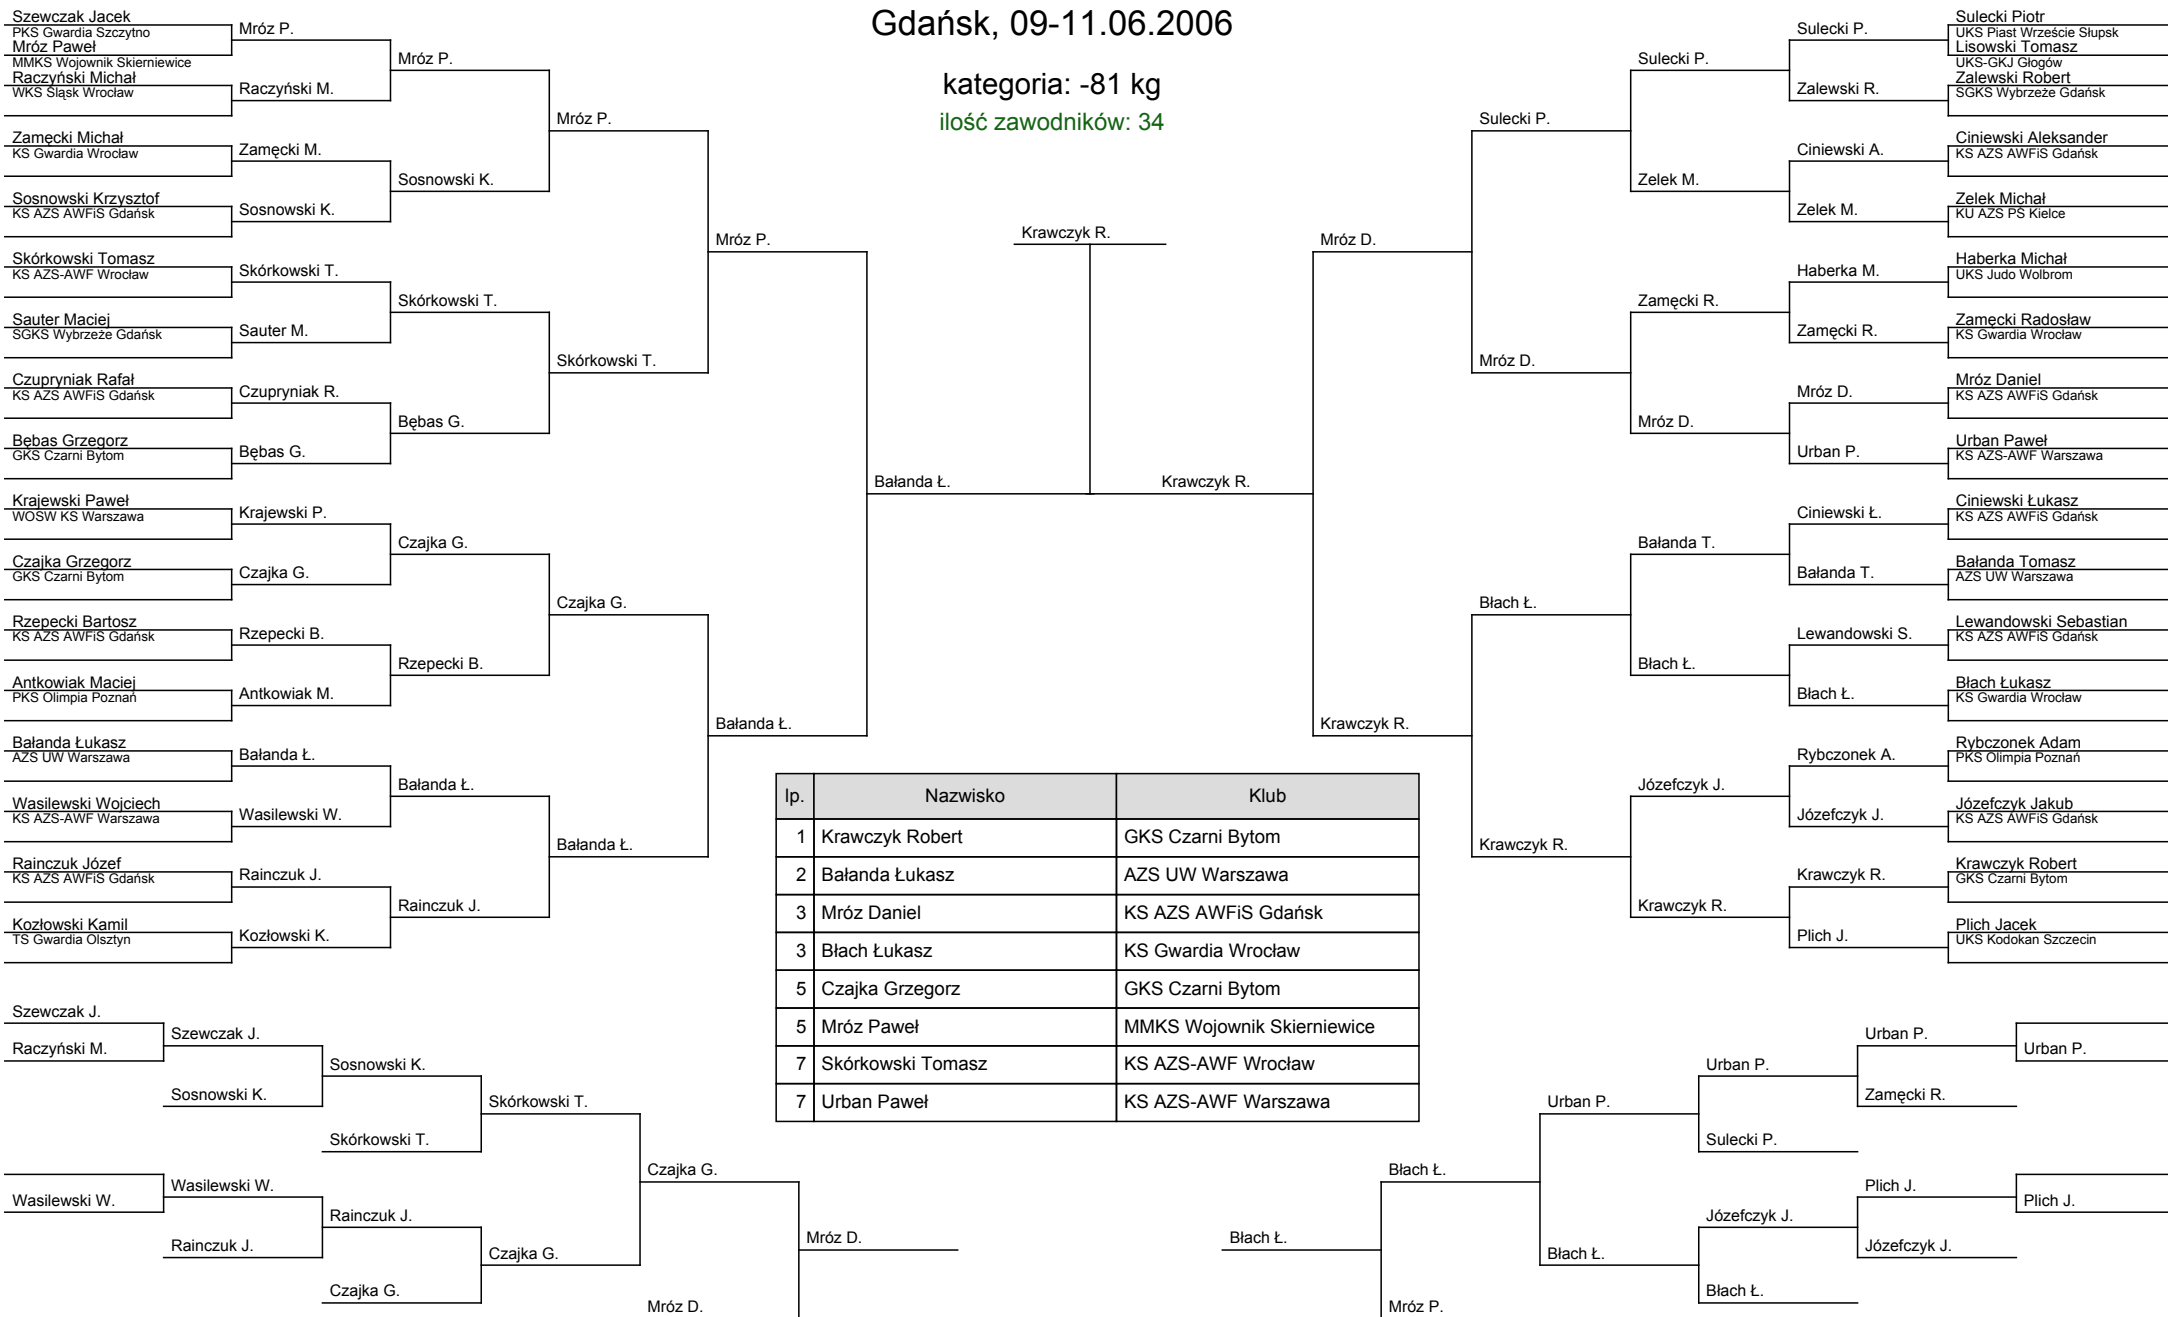 Gdańsk, 09-11.06.2006
kategoria: -81 kg
ilość zawodników: 34
Szewczak Jacek
PKS Gwardia Szczytno
Mróz Paweł
MMKS Wojownik Skierniewice
Raczyński Michał
WKS Śląsk Wrocław
Zamęcki Michał
KS Gwardia Wrocław
Sosnowski Krzysztof
KS AZS AWFiS Gdańsk
Skórkowski Tomasz
KS AZS-AWF Wrocław
Sauter Maciej
SGKS Wybrzeże Gdańsk
Czupryniak Rafał
KS AZS AWFiS Gdańsk
Bębas Grzegorz
GKS Czarni Bytom
Krajewski Paweł
WOSW KS Warszawa
Czajka Grzegorz
GKS Czarni Bytom
Rzepecki Bartosz
KS AZS AWFiS Gdańsk
Antkowiak Maciej
PKS Olimpia Poznań
Bałanda Łukasz
AZS UW Warszawa
Wasilewski Wojciech
KS AZS-AWF Warszawa
Rainczuk Józef
KS AZS AWFiS Gdańsk
Kozłowski Kamil
TS Gwardia Olsztyn
Mróz P.
Raczyński M.
Zamęcki M.
Sosnowski K.
Skórkowski T.
Sauter M.
Czupryniak R.
Bębas G.
Krajewski P.
Czajka G.
Rzepecki B.
Antkowiak M.
Bałanda Ł.
Wasilewski W.
Rainczuk J.
Kozłowski K.
Mróz P.
Sosnowski K.
Skórkowski T.
Bębas G.
Czajka G.
Rzepecki B.
Bałanda Ł.
Rainczuk J.
Mróz P.
Skórkowski T.
Czajka G.
Bałanda Ł.
Mróz P.
Bałanda Ł.
Bałanda Ł.
Krawczyk R.
Krawczyk R.
Mróz D.
Krawczyk R.
Sulecki P.
Mróz D.
Błach Ł.
Krawczyk R.
Sulecki P.
Zelek M.
Zamęcki R.
Mróz D.
Bałanda T.
Błach Ł.
Józefczyk J.
Krawczyk R.
Sulecki P.
Zalewski R.
Ciniewski A.
Zelek M.
Haberka M.
Zamęcki R.
Mróz D.
Urban P.
Ciniewski Ł.
Bałanda T.
Lewandowski S.
Błach Ł.
Rybczonek A.
Józefczyk J.
Krawczyk R.
Plich J.
Sulecki Piotr
UKS Piast Wrzeście Słupsk
Lisowski Tomasz
UKS-GKJ Głogów
Zalewski Robert
SGKS Wybrzeże Gdańsk
Ciniewski Aleksander
KS AZS AWFiS Gdańsk
Zelek Michał
KU AZS PŚ Kielce
Haberka Michał
UKS Judo Wolbrom
Zamęcki Radosław
KS Gwardia Wrocław
Mróz Daniel
KS AZS AWFiS Gdańsk
Urban Paweł
KS AZS-AWF Warszawa
Ciniewski Łukasz
KS AZS AWFiS Gdańsk
Bałanda Tomasz
AZS UW Warszawa
Lewandowski Sebastian
KS AZS AWFiS Gdańsk
Błach Łukasz
KS Gwardia Wrocław
Rybczonek Adam
PKS Olimpia Poznań
Józefczyk Jakub
KS AZS AWFiS Gdańsk
Krawczyk Robert
GKS Czarni Bytom
Plich Jacek
UKS Kodokan Szczecin
lp. Nazwisko Klub
1 Krawczyk Robert GKS Czarni Bytom
2 Bałanda Łukasz AZS UW Warszawa
3 Mróz Daniel KS AZS AWFiS Gdańsk
3 Błach Łukasz KS Gwardia Wrocław
5 Czajka Grzegorz GKS Czarni Bytom
5 Mróz Paweł MMKS Wojownik Skierniewice
7 Skórkowski Tomasz KS AZS-AWF Wrocław
7 Urban Paweł KS AZS-AWF Warszawa
Szewczak J.
Raczyński M.
Wasilewski W.
Szewczak J.
Sosnowski K.
Wasilewski W.
Rainczuk J.
Sosnowski K.
Skórkowski T.
Rainczuk J.
Czajka G.
Skórkowski T.
Czajka G.
Czajka G.
Mróz D.
Mróz D.
Błach Ł.
Błach Ł.
Mróz P.
Urban P.
Błach Ł.
Urban P.
Sulecki P.
Józefczyk J.
Błach Ł.
Urban P.
Zamęcki R.
Plich J.
Józefczyk J.
Urban P.
Plich J.